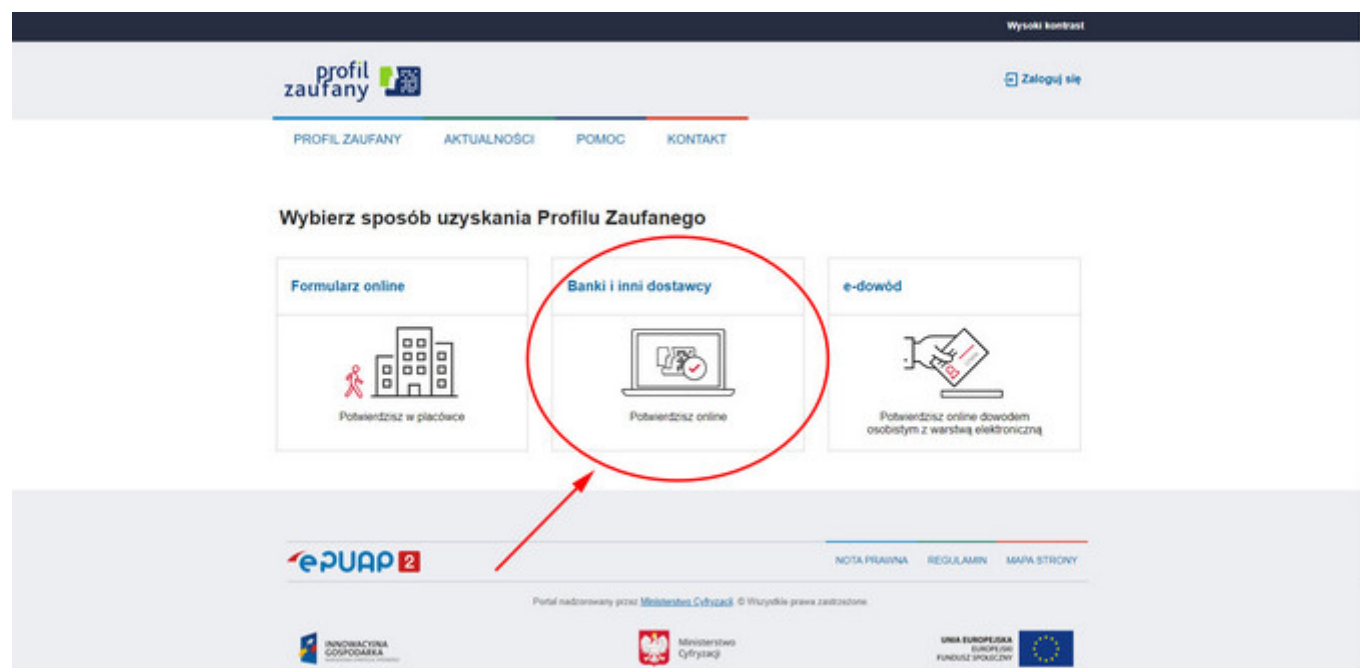 Wysoki kontrast
profil
zaufany
Zaloguj się
PROFIL ZAUFANY AKTUALNOŚCI POMOC KONTAKT
Wybierz sposób uzyskania Profilu Zaufanego
Formularz online
Potwierdzisz w placówce
Banki i inni dostawcy
Potwierdzisz online
e-dowód
Potwierdzisz online dowodem
osobistym z warstwą elektroniczną
ePUAP 2
NOTA PRAWNA REGULAMIN MAPA STRONY
Portal nadzorowany przez Ministerstwo Cyfryzacji. © Wszystkie prawa zastrzeżone.
INNOWACYJNA
GOSPODARKA
Ministerstwo
Cyfryzacji
UNIA EUROPEJSKA
EUROPEJSKI
FUNDUSZ SPOŁECZNY